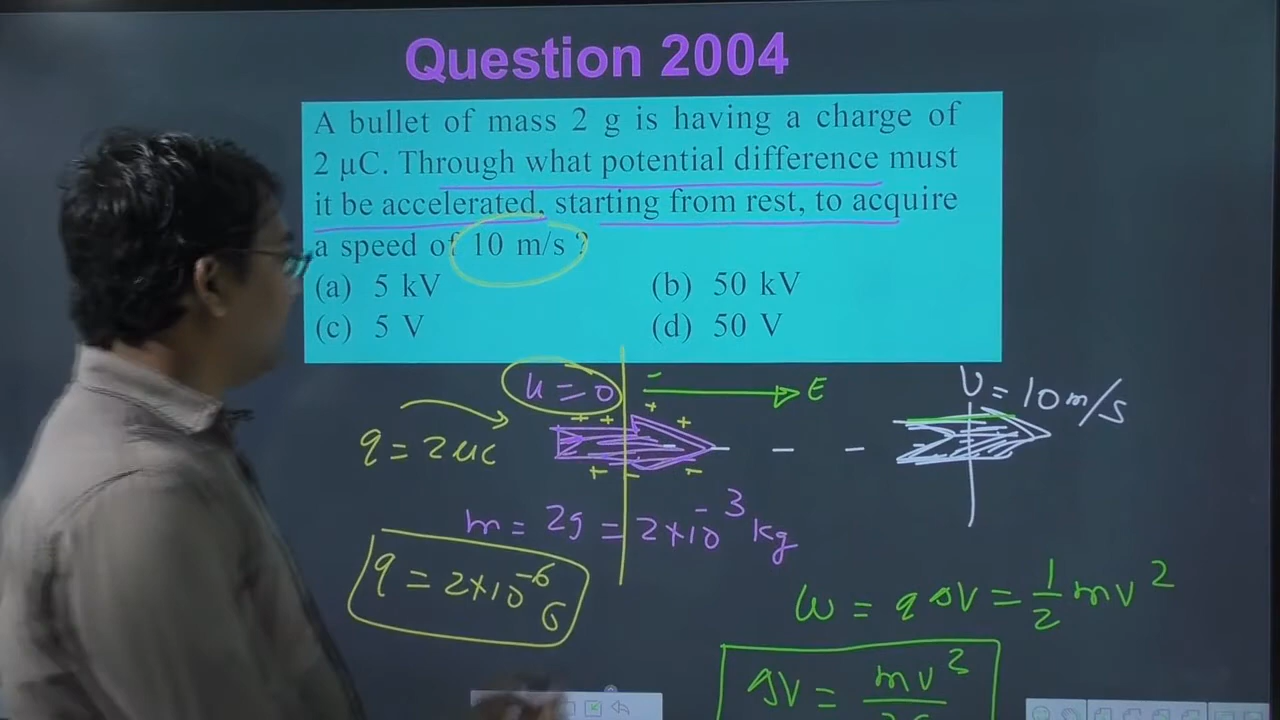 Question 2004
A bullet of mass 2 g is having a charge of
2 μC. Through what potential difference must
it be accelerated, starting from rest, to acquire
a speed of 10 m/s ?
(a) 5 kV (b) 50 kV
(c) 5 V (d) 50 V
u = 0 E v = 10 m/s
q = 2μC
m = 2g = 2×10⁻³ kg
q = 2×10⁻⁶
W = qΔV = 1/2 mv²
ΔV = mv²